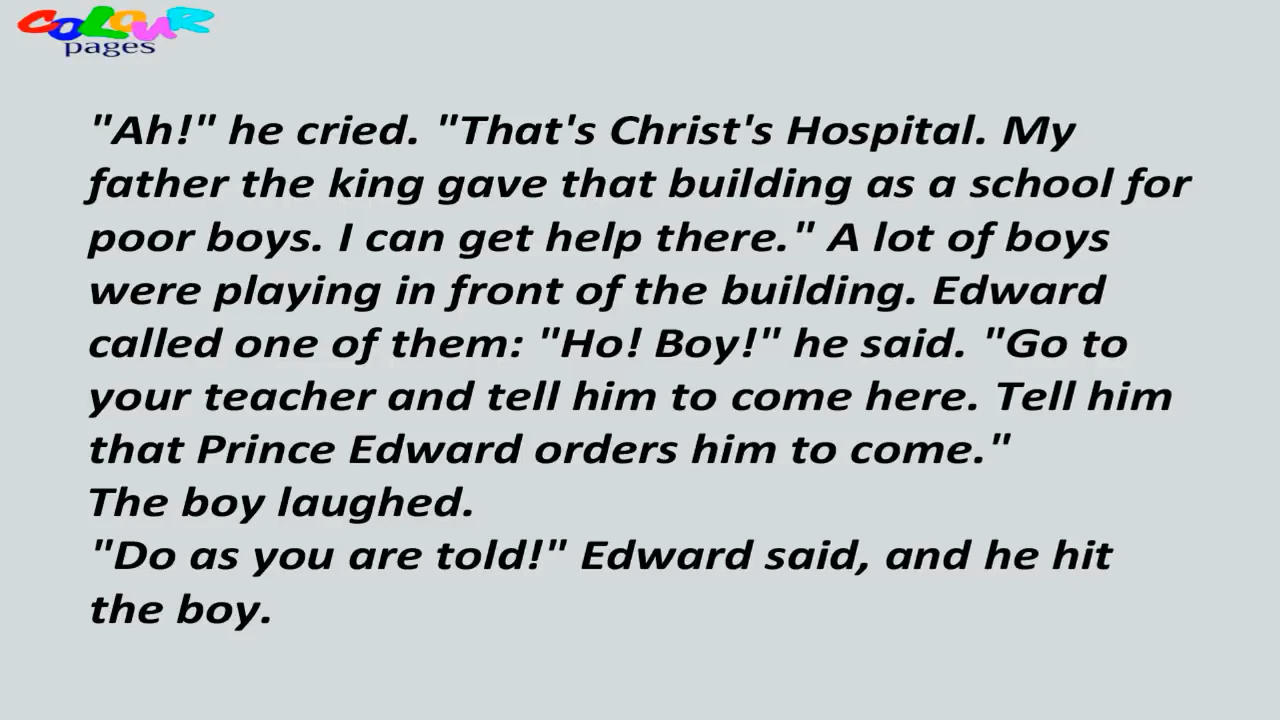 COLOUR
pages
"Ah!" he cried. "That's Christ's Hospital. My
father the king gave that building as a school for
poor boys. I can get help there." A lot of boys
were playing in front of the building. Edward
called one of them: "Ho! Boy!" he said. "Go to
your teacher and tell him to come here. Tell him
that Prince Edward orders him to come."
The boy laughed.
"Do as you are told!" Edward said, and he hit
the boy.